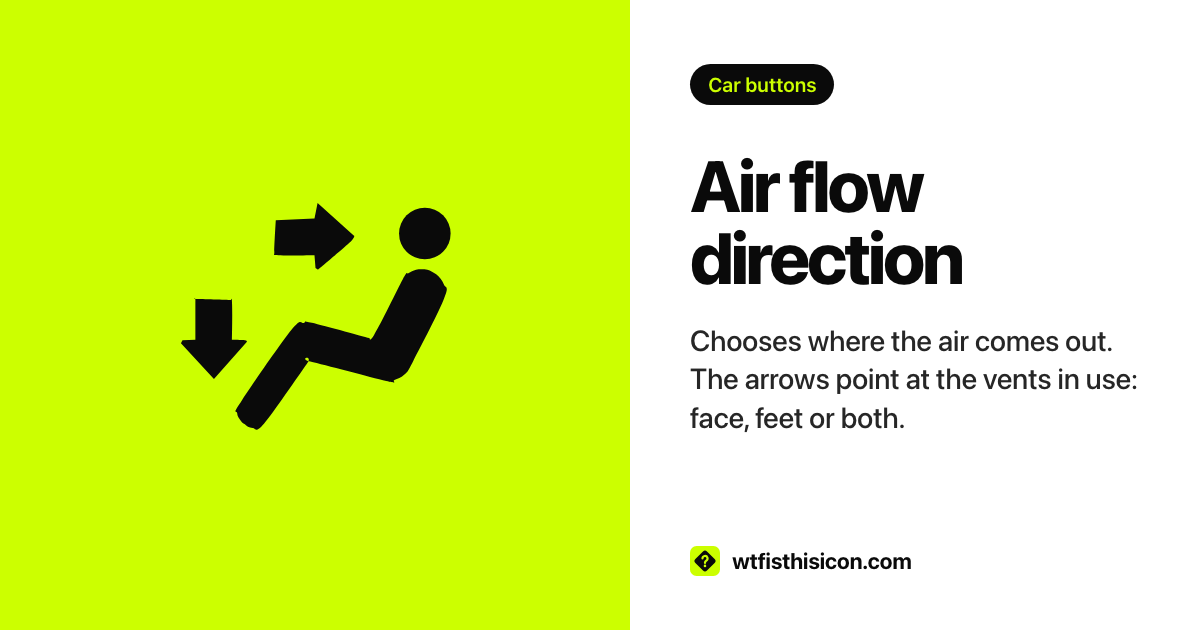 Car buttons
Air flow
direction
Chooses where the air comes out.
The arrows point at the vents in use:
face, feet or both.
?
wtfisthisicon.com